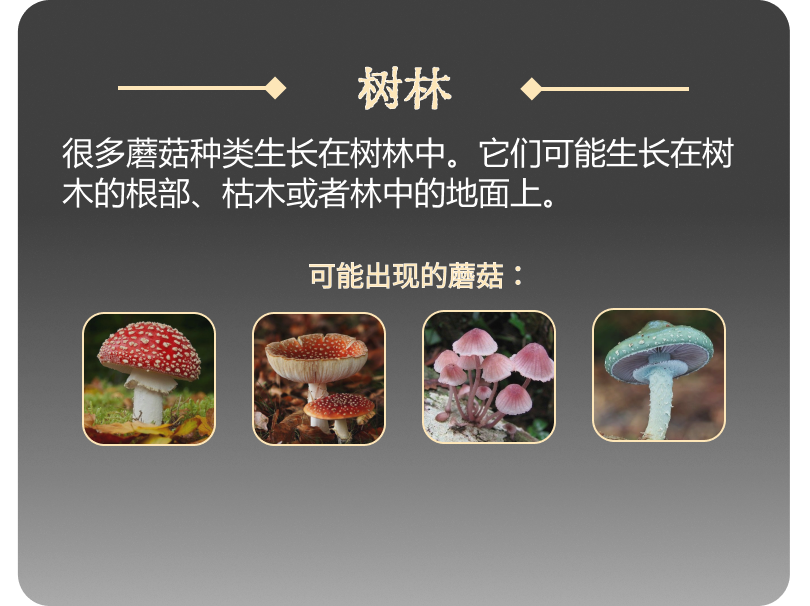 树林
很多蘑菇种类生长在树林中。它们可能生长在树
木的根部、枯木或者林中的地面上。
可能出现的蘑菇：